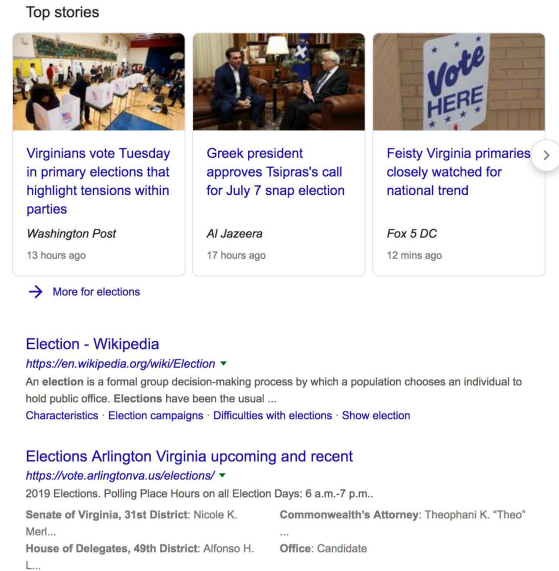 Top stories
Vote
HERE
Virginians vote Tuesday
in primary elections that
highlight tensions within
parties
Washington Post
13 hours ago
Greek president
approves Tsipras's call
for July 7 snap election
Al Jazeera
17 hours ago
Feisty Virginia primaries
closely watched for
national trend
Fox 5 DC
12 mins ago
More for elections
Election - Wikipedia
https://en.wikipedia.org/wiki/Election
An election is a formal group decision-making process by which a population chooses an individual to
hold public office. Elections have been the usual ...
Characteristics · Election campaigns · Difficulties with elections · Show election
Elections Arlington Virginia upcoming and recent
https://vote.arlingtonva.us/elections/
2019 Elections. Polling Place Hours on all Election Days: 6 a.m.-7 p.m..
Senate of Virginia, 31st District: Nicole K.
Merl...
House of Delegates, 49th District: Alfonso H.
L...
Commonwealth's Attorney: Theophani K. "Theo"
...
Office: Candidate